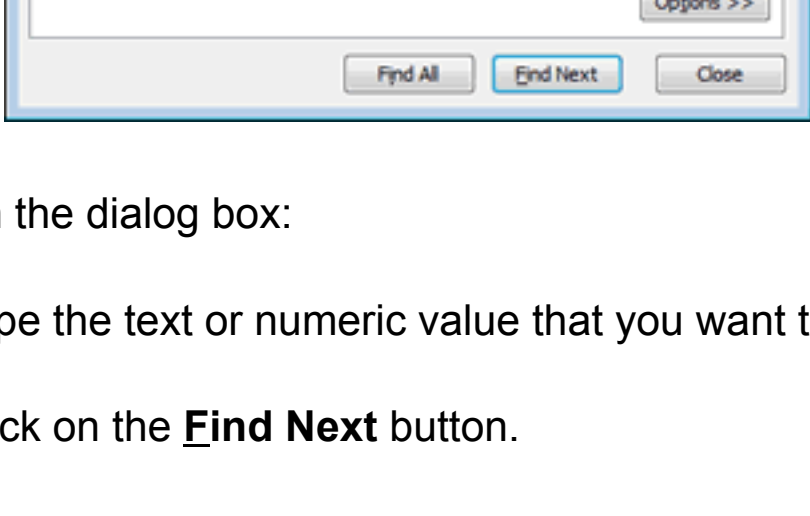 Options >>
Find All Find Next Close
the dialog box:
pe the text or numeric value that you want t
ck on the Find Next button.